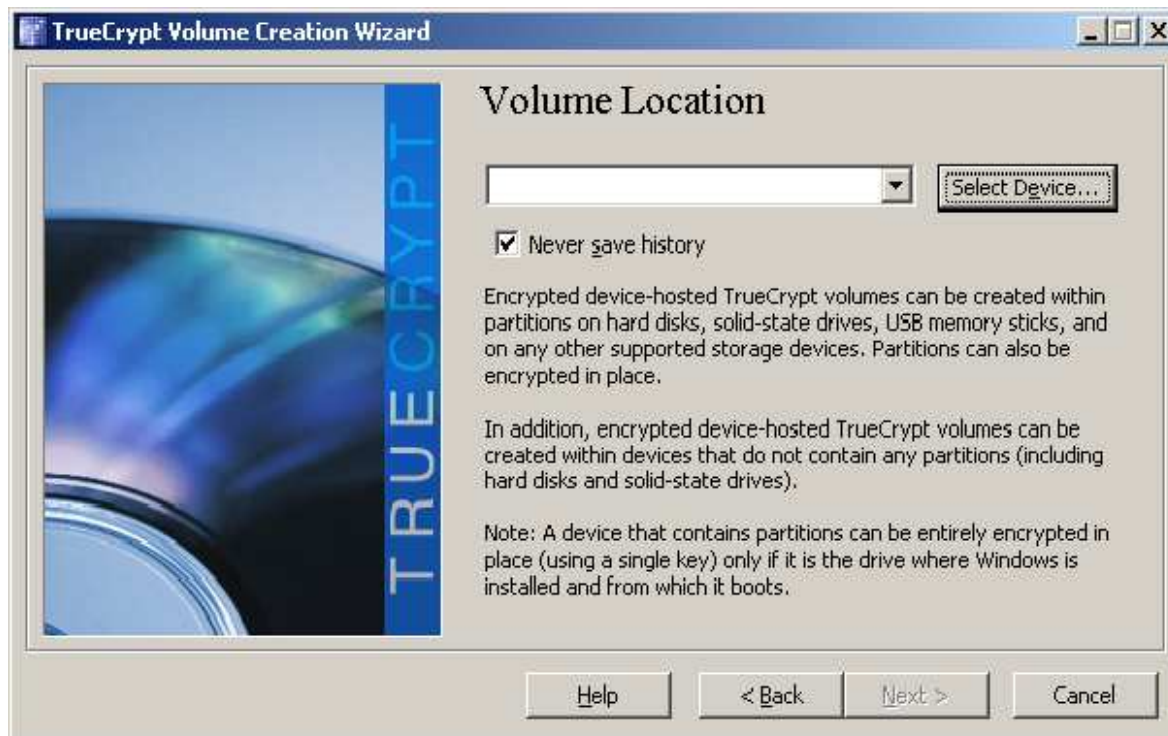 TrueCrypt Volume Creation Wizard
TRUECRYPT
Volume Location
Select Device...
Never save history
Encrypted device-hosted TrueCrypt volumes can be created within
partitions on hard disks, solid-state drives, USB memory sticks, and
on any other supported storage devices. Partitions can also be
encrypted in place.
In addition, encrypted device-hosted TrueCrypt volumes can be
created within devices that do not contain any partitions (including
hard disks and solid-state drives).
Note: A device that contains partitions can be entirely encrypted in
place (using a single key) only if it is the drive where Windows is
installed and from which it boots.
Help
< Back
Next >
Cancel